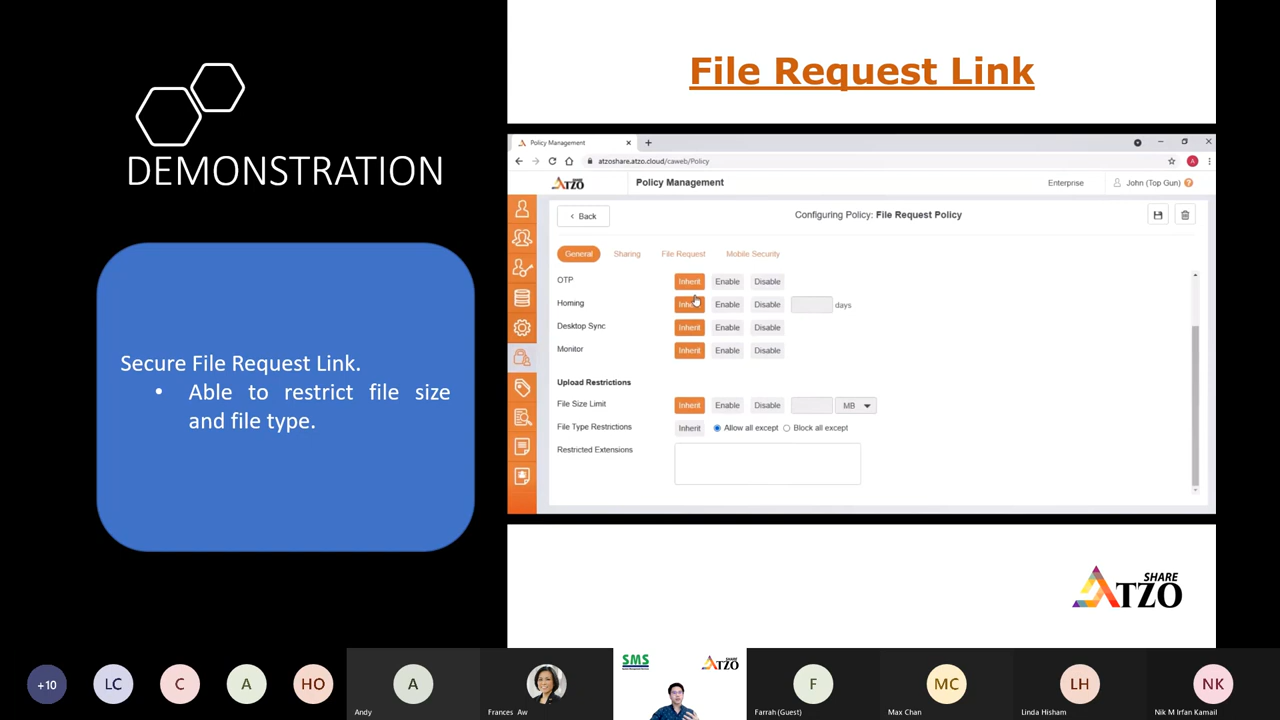 DEMONSTRATION
Secure File Request Link.
• Able to restrict file size
and file type.
File Request Link
Policy Management
atzoshare.atzo.cloud/caweb/Policy
A
SHARE
ATZO
Policy Management
Enterprise
John (Top Gun)
?
< Back
Configuring Policy: File Request Policy
General Sharing File Request Mobile Security
OTP Inherit Enable Disable
Homing Inherit Enable Disable days
Desktop Sync Inherit Enable Disable
Monitor Inherit Enable Disable
Upload Restrictions
File Size Limit Inherit Enable Disable MB
File Type Restrictions Inherit Allow all except Block all except
Restricted Extensions
SHARE
ATZO
+10
LC
C
A
HO
A
Andy
Frances Aw
SMS
ATZO
F
Farrah (Guest)
MC
Max Chan
LH
Linda Hisham
NK
Nik M Irfan Kamail